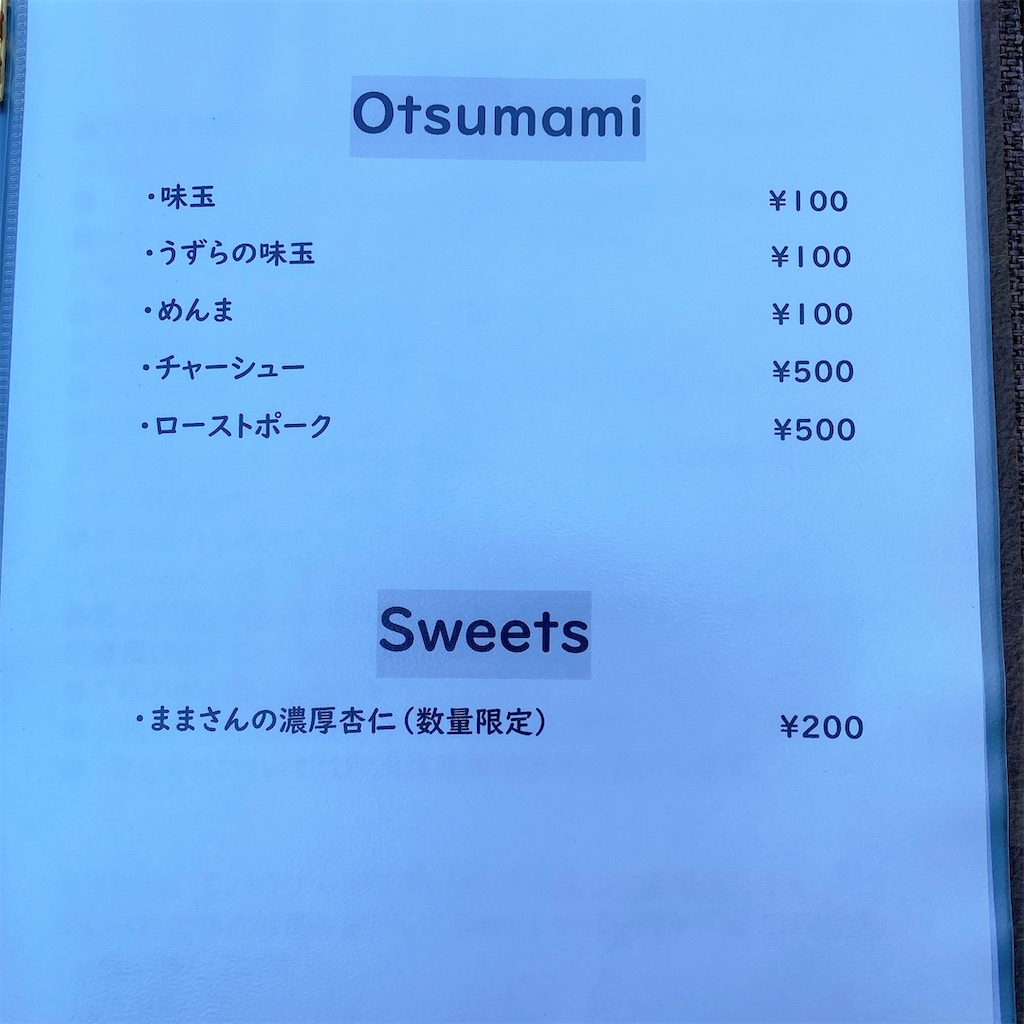 Otsumami
・味玉 ¥100
・うずらの味玉 ¥100
・めんま ¥100
・チャーシュー ¥500
・ローストポーク ¥500
Sweets
・ままさんの濃厚杏仁(数量限定) ¥200